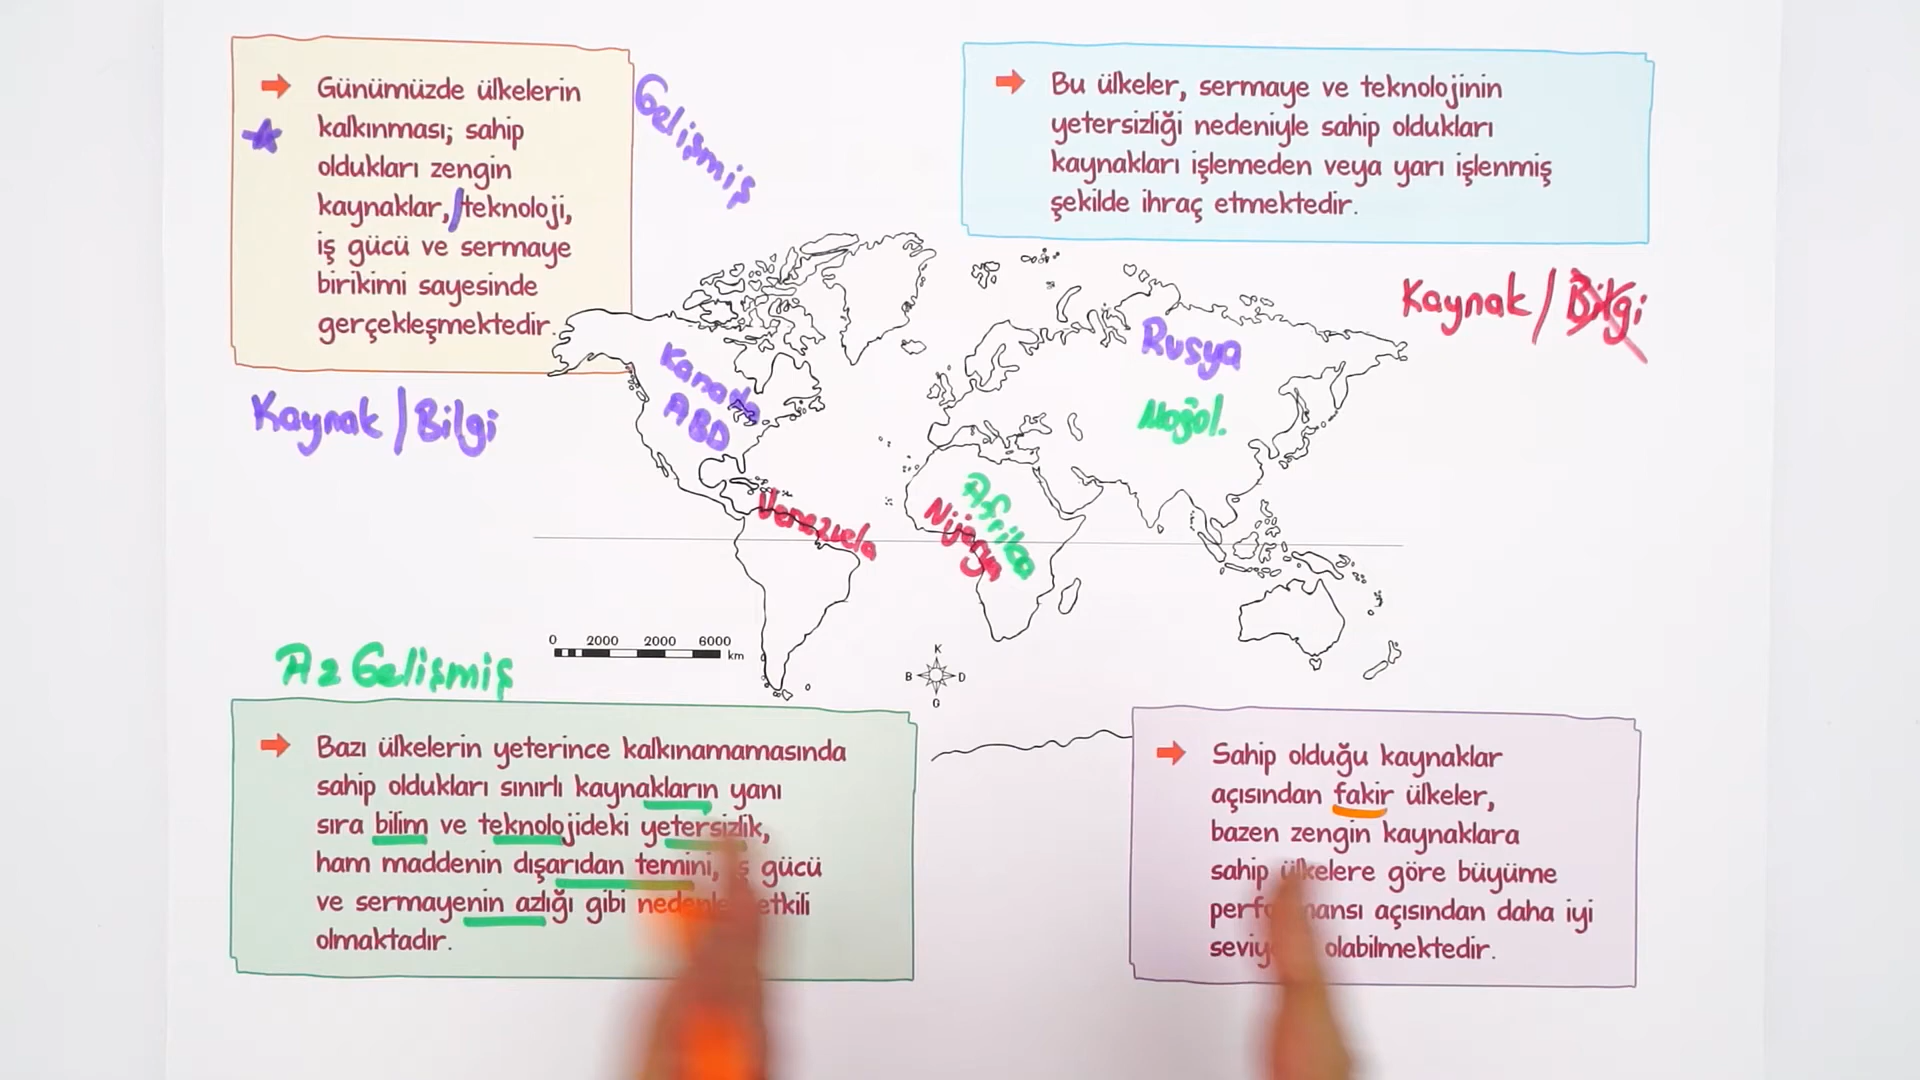 Günümüzde ülkelerin
kalkınması; sahip
oldukları zengin
kaynaklar, teknoloji,
iş gücü ve sermaye
birikimi sayesinde
gerçekleşmektedir.
Gelişmiş
Bu ülkeler, sermaye ve teknolojinin
yetersizliği nedeniyle sahip oldukları
kaynakları işlemeden veya yarı işlenmiş
şekilde ihraç etmektedir.
Kaynak / Bilgi
Kaynak / Bilgi
Kanada
ABD
Rusya
Moğol.
Venezuela
Afrika
Nijerya
0 2000 2000 6000
km
K
B D
G
Az Gelişmiş
Bazı ülkelerin yeterince kalkınamamasında
sahip oldukları sınırlı kaynakların yanı
sıra bilim ve teknolojideki yetersizlik,
ham maddenin dışarıdan temini, gücü
ve sermayenin azlığı gibi etkili
olmaktadır.
Sahip olduğu kaynaklar
açısından fakir ülkeler,
bazen zengin kaynaklara
sahip ülkelere göre büyüme
açısından daha iyi
olabilmektedir.